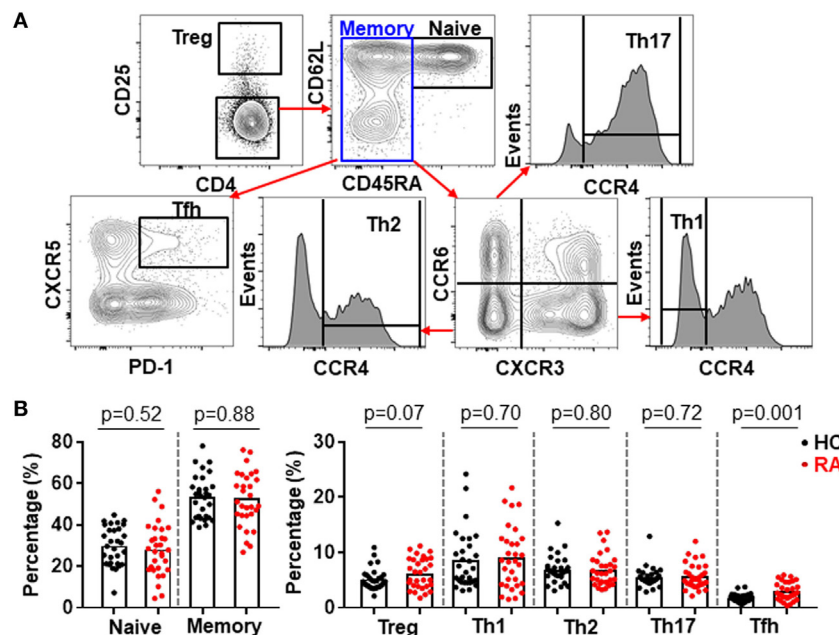 A
Treg
CD25
CD4
Memory
Naive
CD62L
CD45RA
Th17
Events
CCR4
Tfh
CXCR5
PD-1
Th2
Events
CCR4
CCR6
CXCR3
Th1
Events
CCR4
B
p=0.52
p=0.88
80
60
40
20
0
Percentage (%)
Naive
Memory
p=0.07
p=0.70
p=0.80
p=0.72
p=0.001
HC
RA
30
20
10
0
Percentage (%)
Treg
Th1
Th2
Th17
Tfh